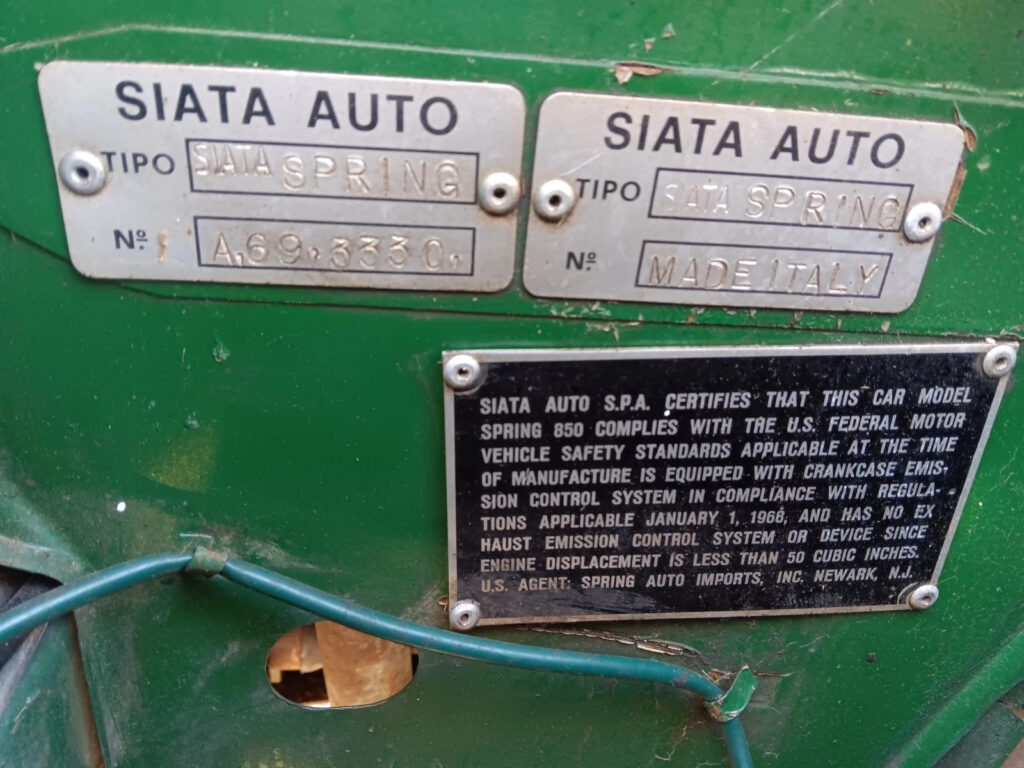 SIATA AUTO
TIPO SIATA SPRING
Nº A,69,3330,
SIATA AUTO
TIPO SIATA SPRING
Nº MADE ITALY
SIATA AUTO S.P.A. CERTIFIES THAT THIS CAR MODEL
SPRING 850 COMPLIES WITH TRE U.S. FEDERAL MOTOR
VEHICLE SAFETY STANDARDS APPLICABLE AT THE TIME
OF MANUFACTURE IS EQUIPPED WITH CRANKCASE EMIS-
SION CONTROL SYSTEM IN COMPLIANCE WITH REGULA-
TIONS APPLICABLE JANUARY 1, 1968, AND HAS NO EX
HAUST EMISSION CONTROL SYSTEM OR DEVICE SINCE
ENGINE DISPLACEMENT IS LESS THAN 50 CUBIC INCHES.
U.S. AGENT: SPRING AUTO IMPORTS, INC. NEWARK, N.J.